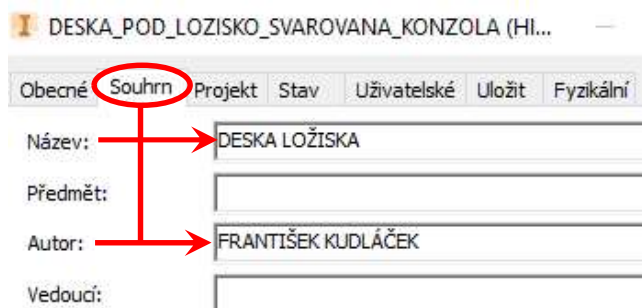 I DESKA_POD_LOZISKO_SVAROVANA_KONZOLA (HI...
Obecné Souhrn Projekt Stav Uživatelské Uložit Fyzikální
Název: DESKA LOŽISKA
Předmět:
Autor: FRANTIŠEK KUDLÁČEK
Vedoucí: